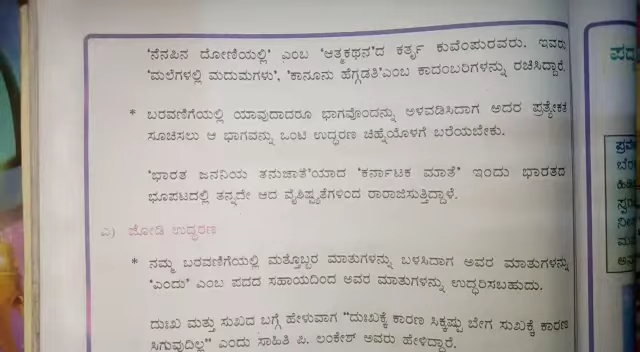 'ನೆನಪಿನ ದೋಣಿಯಲ್ಲಿ' ಎಂಬ 'ಆತ್ಮಕಥನ'ದ ಕರ್ತೃ ಕುವೆಂಪುರವರು. ಇವರು
'ಮಲೆಗಳಲ್ಲಿ ಮದುಮಗಳು', 'ಕಾನೂನು ಹೆಗ್ಗಡತಿ'ಎಂಬ ಕಾದಂಬರಿಗಳನ್ನು ರಚಿಸಿದ್ದಾರೆ.
* ಬರವಣಿಗೆಯಲ್ಲಿ ಯಾವುದಾದರೂ ಭಾಗವೊಂದನ್ನು ಅಳವಡಿಸಿದಾಗ ಅದರ ಪ್ರತ್ಯೇಕತೆ
ಸೂಚಿಸಲು ಆ ಭಾಗವನ್ನು ಒಂಟಿ ಉದ್ಧರಣ ಚಿಹ್ನೆಯೊಳಗೆ ಬರೆಯಬೇಕು.
'ಭಾರತ ಜನನಿಯ ತನುಜಾತೆ'ಯಾದ 'ಕರ್ನಾಟಕ ಮಾತೆ' ಇಂದು ಭಾರತದ
ಭೂಪಟದಲ್ಲಿ ತನ್ನದೇ ಆದ ವೈಶಿಷ್ಟ್ಯತೆಗಳಿಂದ ರಾರಾಜಿಸುತ್ತಿದ್ದಾಳೆ.
ಎ) ಜೋಡಿ ಉದ್ಧರಣ
* ನಮ್ಮ ಬರವಣಿಗೆಯಲ್ಲಿ ಮತ್ತೊಬ್ಬರ ಮಾತುಗಳನ್ನು ಬಳಸಿದಾಗ ಅವರ ಮಾತುಗಳನ್ನು
'ಎಂದು' ಎಂಬ ಪದದ ಸಹಾಯದಿಂದ ಅವರ ಮಾತುಗಳನ್ನು ಉದ್ಧರಿಸಬಹುದು.
ದುಃಖ ಮತ್ತು ಸುಖದ ಬಗ್ಗೆ ಹೇಳುವಾಗ "ದುಃಖಕ್ಕೆ ಕಾರಣ ಸಿಕ್ಕಷ್ಟು ಬೇಗ ಸುಖಕ್ಕೆ ಕಾರಣ
ಸಿಗುವುದಿಲ್ಲ" ಎಂದು ಸಾಹಿತಿ ಪಿ. ಲಂಕೇಶ್ ಅವರು ಹೇಳಿದ್ದಾರೆ.